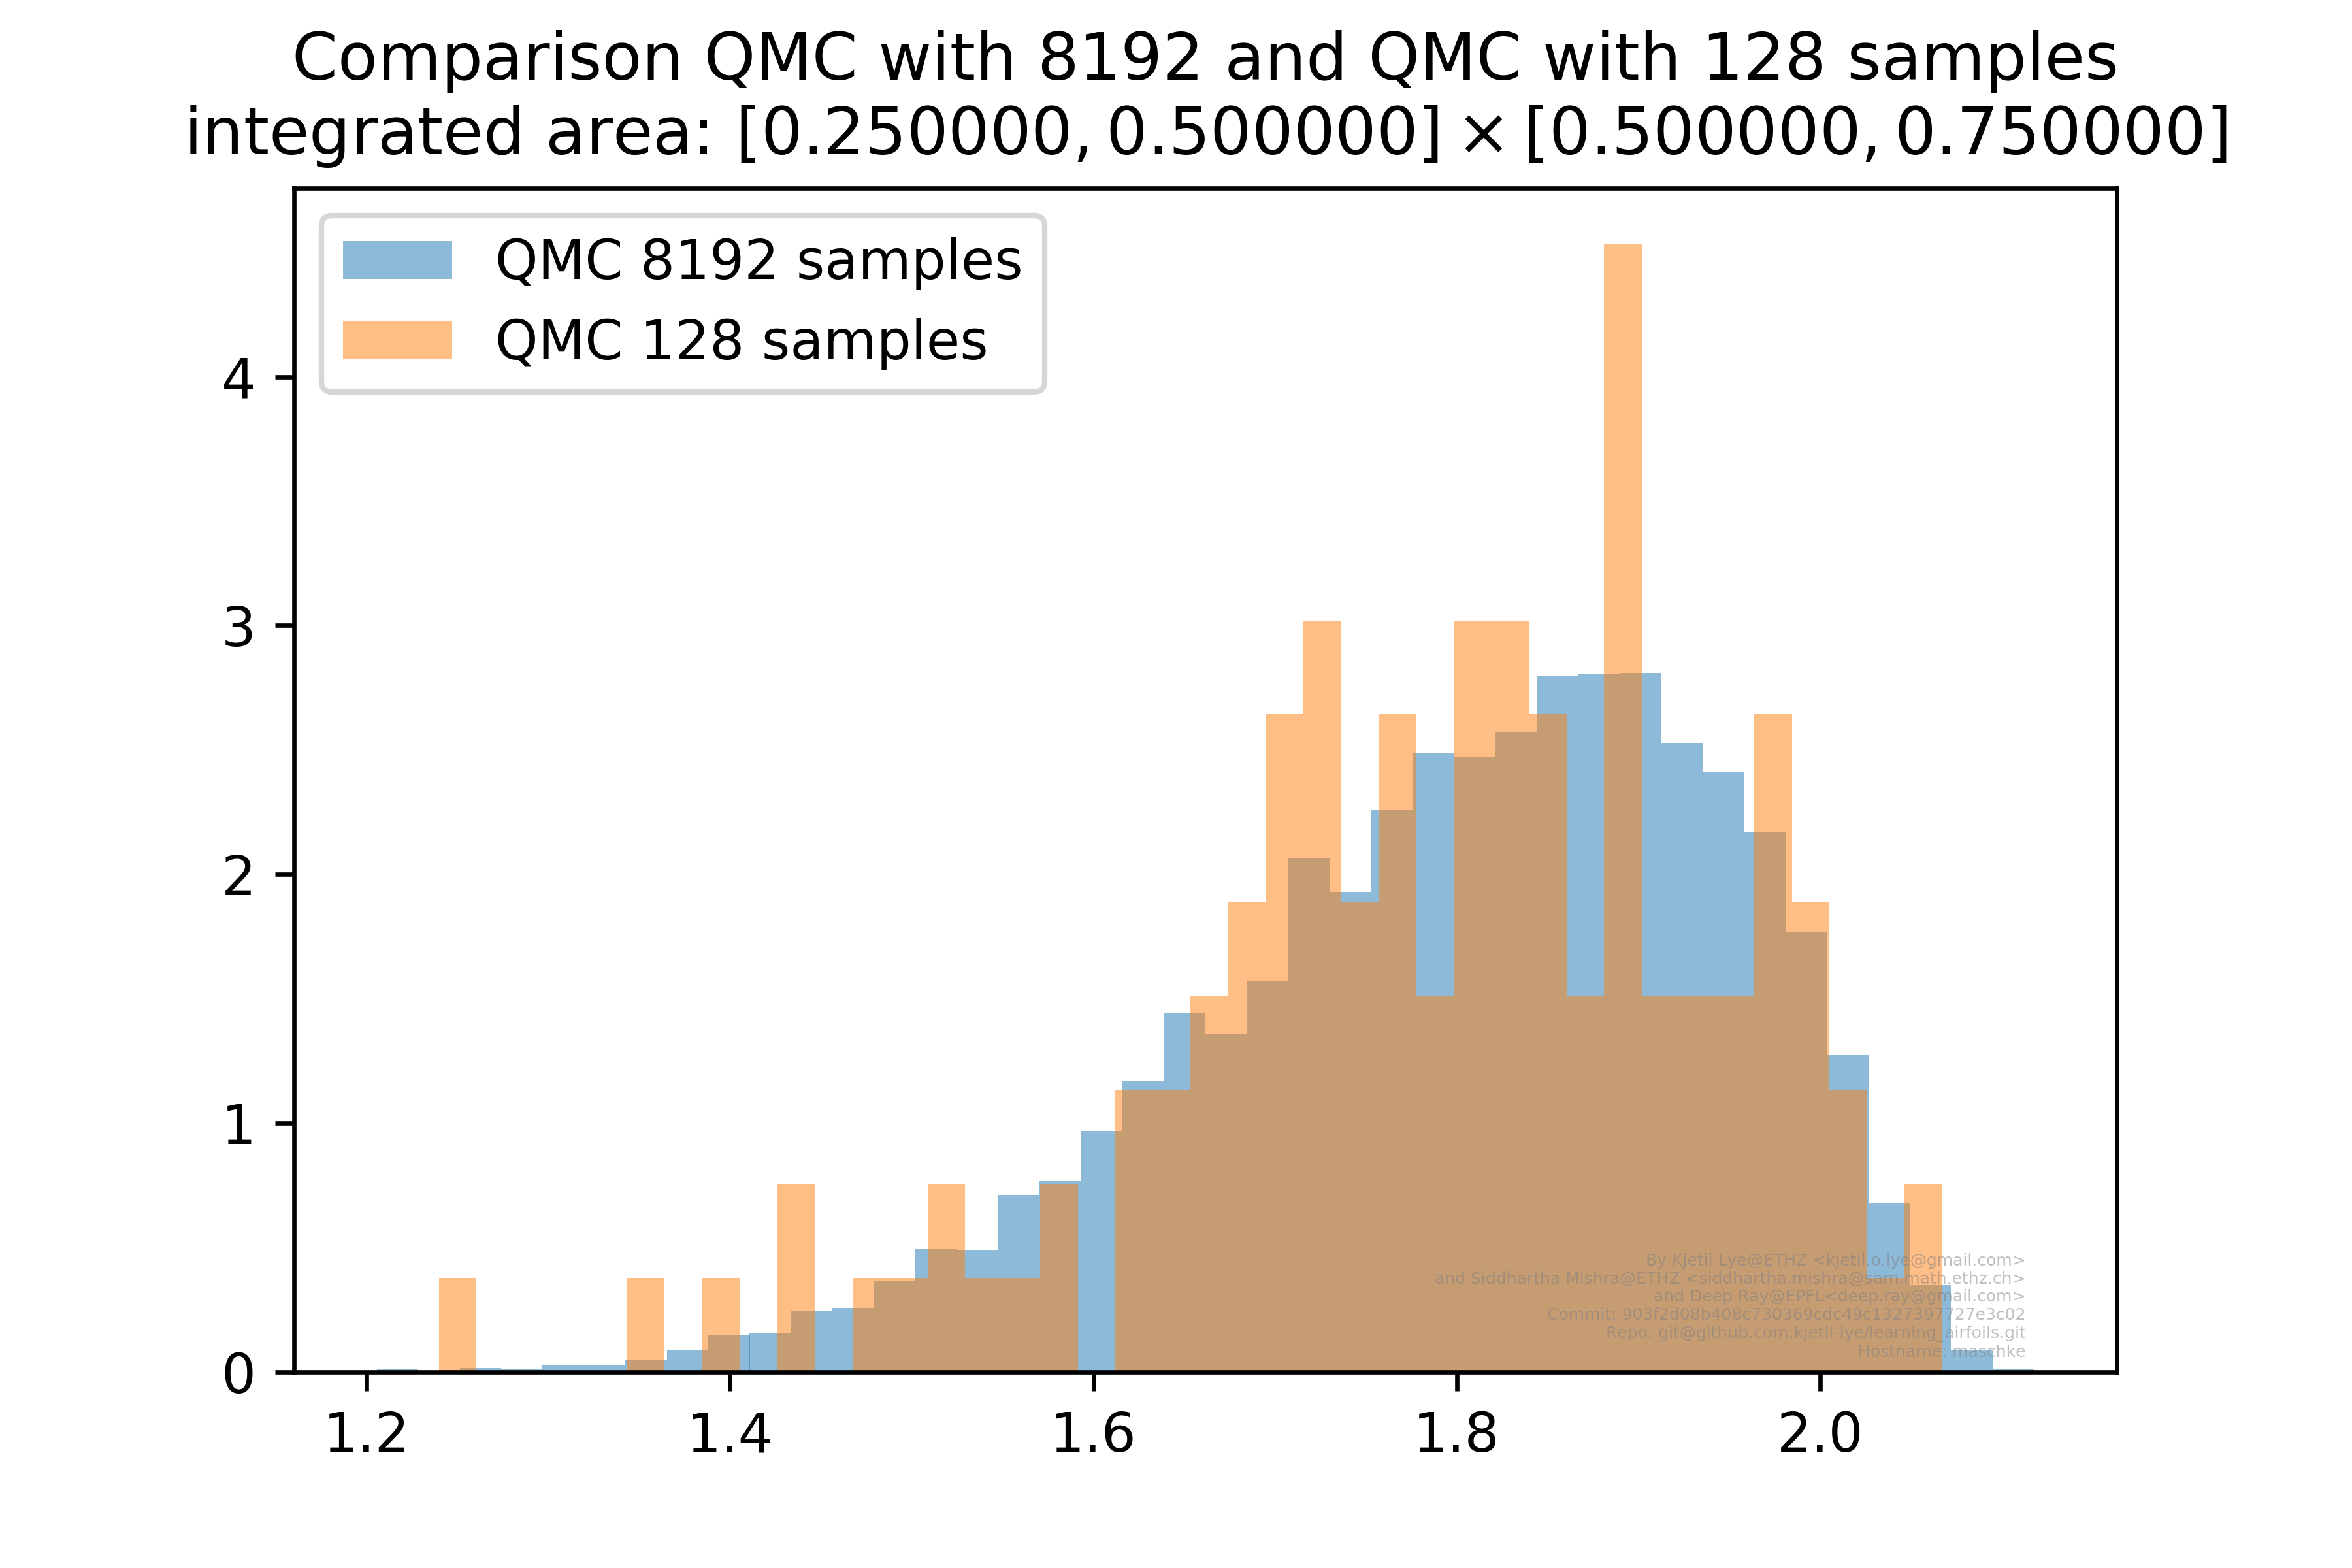 Comparison QMC with 8192 and QMC with 128 samples
integrated area: [0.250000, 0.500000] × [0.500000, 0.750000]
QMC 8192 samples
QMC 128 samples
4
3
2
1
0
1.2 1.4 1.6 1.8 2.0
By Kjetil Lye@ETHZ <kjetil.o.lye@gmail.com>
and Siddhartha Mishra@ETHZ <siddhartha.mishra@sam.math.ethz.ch>
and Deep Ray@EPFL<deep.ray@gmail.com>
Commit: 903f2d08b408c730369cdc49c1327397727e3c02
Repo: git@github.com:kjetil-lye/learning_airfoils.git
Hostname: maschke